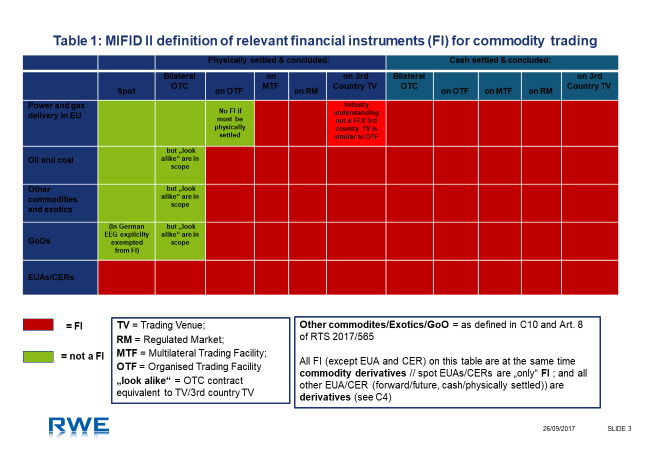 Table 1: MIFID II definition of relevant financial instruments (FI) for commodity trading
Physically settled & concluded:
Cash settled & concluded:
Spot
Bilateral
OTC
on OTF
on
MTF
on RM
on 3rd
Country TV
Bilateral
OTC
on OTF
on MTF
on RM
on 3rd
Country TV
Power and gas
delivery in EU
No FI if
must be
physically
settled
Industry
understanding
not a FI if 3rd
country TV is
similar to OTF
Oil and coal
but „look
alike“ are in
scope
Other
commodities
and exotics
but „look
alike“ are in
scope
GoOs
(In German
EEG explicilty
exempted
from FI)
but „look
alike“ are in
scope
EUAs/CERs
= FI
= not a FI
TV = Trading Venue;
RM = Regulated Market;
MTF = Multilateral Trading Facility;
OTF = Organised Trading Facility
„look alike“ = OTC contract
equivalent to TV/3rd country TV
Other commodites/Exotics/GoO = as defined in C10 and Art. 8
of RTS 2017/565
All FI (except EUA and CER) on this table are at the same time
commodity derivatives // spot EUAs/CERs are „only“ FI ; and all
other EUA/CER (forward/future, cash/physically settled)) are
derivatives (see C4)
RWE
26/09/2017
SLIDE 3